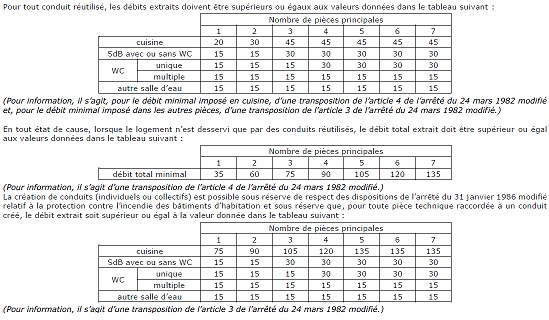 Pour tout conduit réutilisé, les débits extraits doivent être supérieurs ou égaux aux valeurs données dans le tableau suivant :
Nombre de pièces principales
1 2 3 4 5 6 7
cuisine 20 30 45 45 45 45 45
SdB avec ou sans WC 15 15 30 30 30 30 30
WC unique 15 15 15 30 30 30 30
multiple 15 15 15 15 15 15 15
autre salle d'eau 15 15 15 15 15 15 15
(Pour information, il s'agit, pour le débit minimal imposé en cuisine, d'une transposition de l'article 4 de l'arrêté du 24 mars 1982 modifié
et, pour le débit minimal imposé dans les autres pièces, d'une transposition de l'article 3 de l'arrêté du 24 mars 1982 modifié.)
En tout état de cause, lorsque le logement n'est desservi que par des conduits réutilisés, le débit total extrait doit être supérieur ou égal
aux valeurs données dans le tableau suivant :
Nombre de pièces principales
1 2 3 4 5 6 7
débit total minimal 35 60 75 90 105 120 135
(Pour information, il s'agit d'une transposition de l'article 4 de l'arrêté du 24 mars 1982 modifié.)
La création de conduits (individuels ou collectifs) est possible sous réserve de respect des dispositions de l'arrêté du 31 janvier 1986 modifié
relatif à la protection contre l'incendie des bâtiments d'habitation et sous réserve que, pour toute pièce technique raccordée à un conduit
créé, le débit extrait soit supérieur ou égal à la valeur donnée dans le tableau suivant :
Nombre de pièces principales
1 2 3 4 5 6 7
cuisine 75 90 105 120 135 135 135
SdB avec ou sans WC 15 15 30 30 30 30 30
WC unique 15 15 15 30 30 30 30
multiple 15 15 15 15 15 15 15
autre salle d'eau 15 15 15 15 15 15 15
(Pour information, il s'agit d'une transposition de l'article 3 de l'arrêté du 24 mars 1982 modifié.)